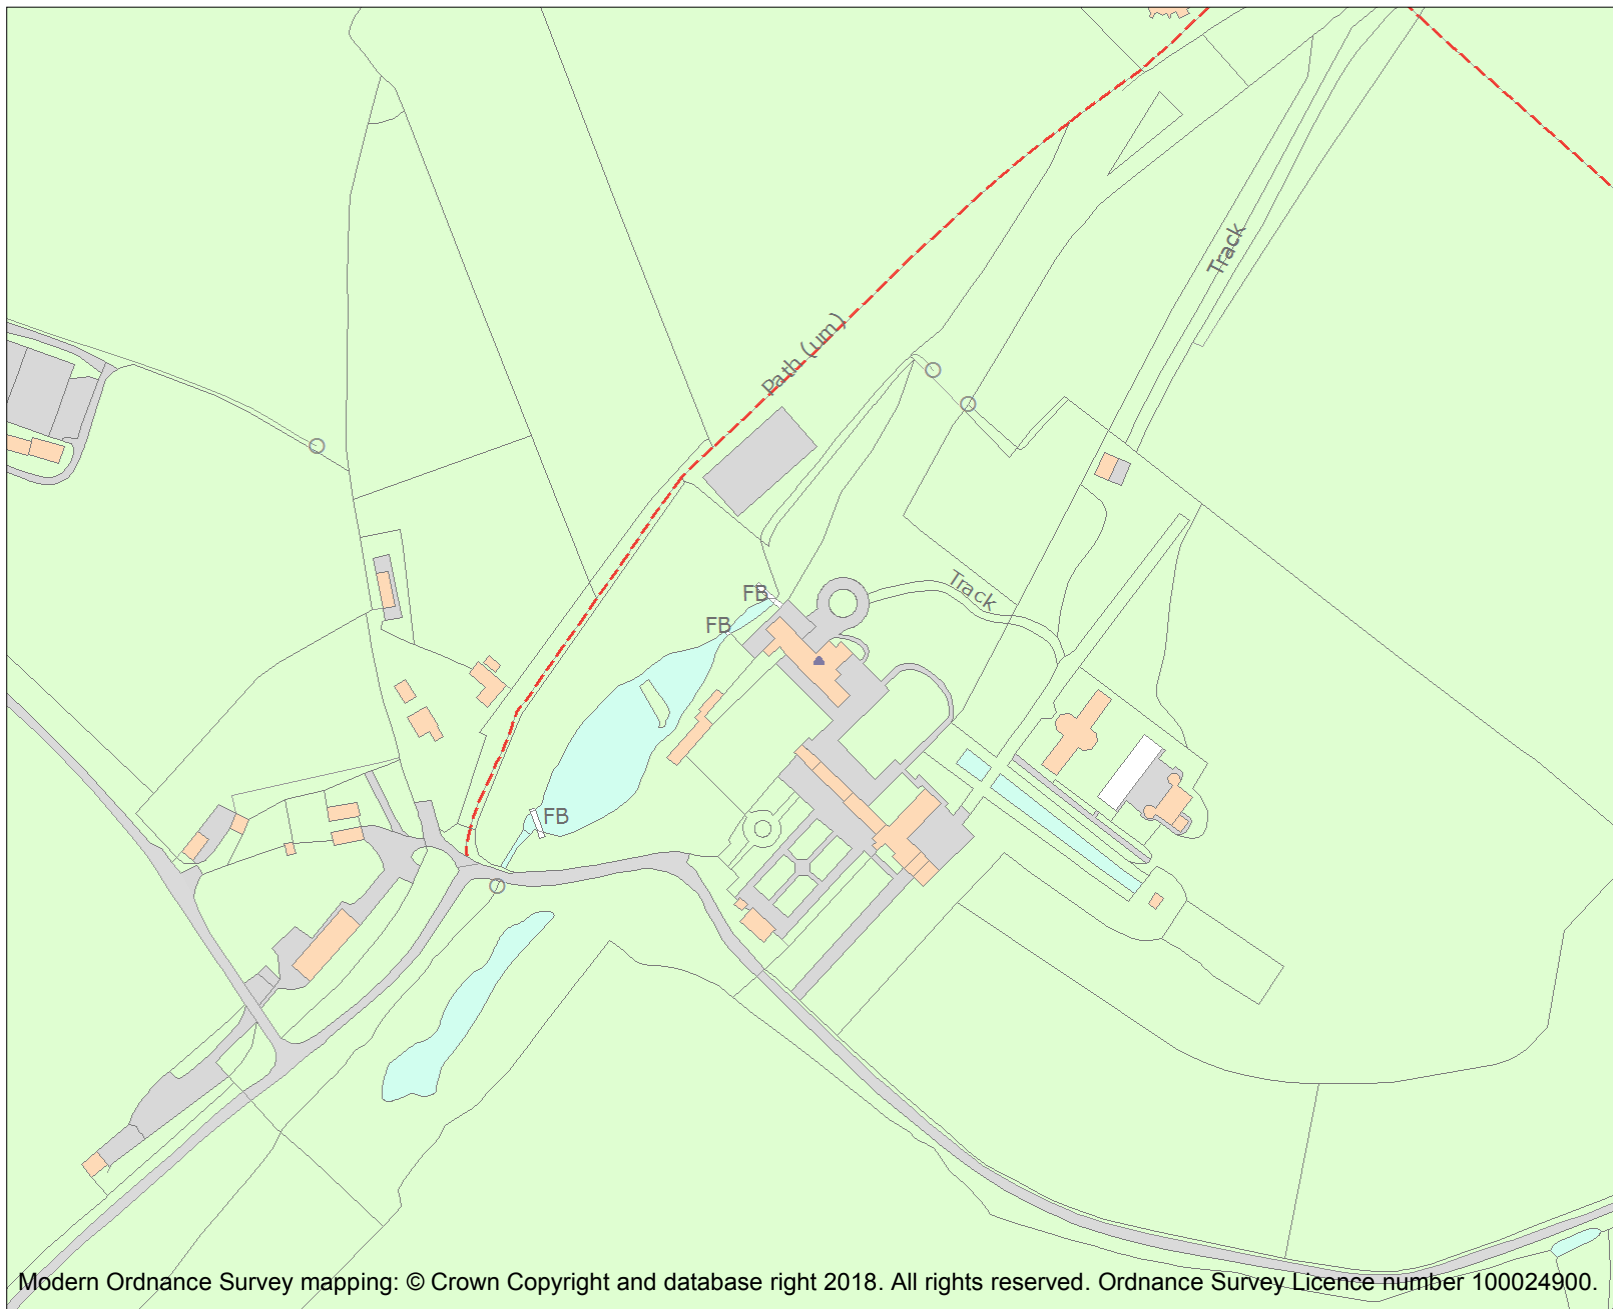 Track
Path (um)
Track
FB
FB
FB
Modern Ordnance Survey mapping: © Crown Copyright and database right 2018. All rights reserved. Ordnance Survey Licence number 100024900.